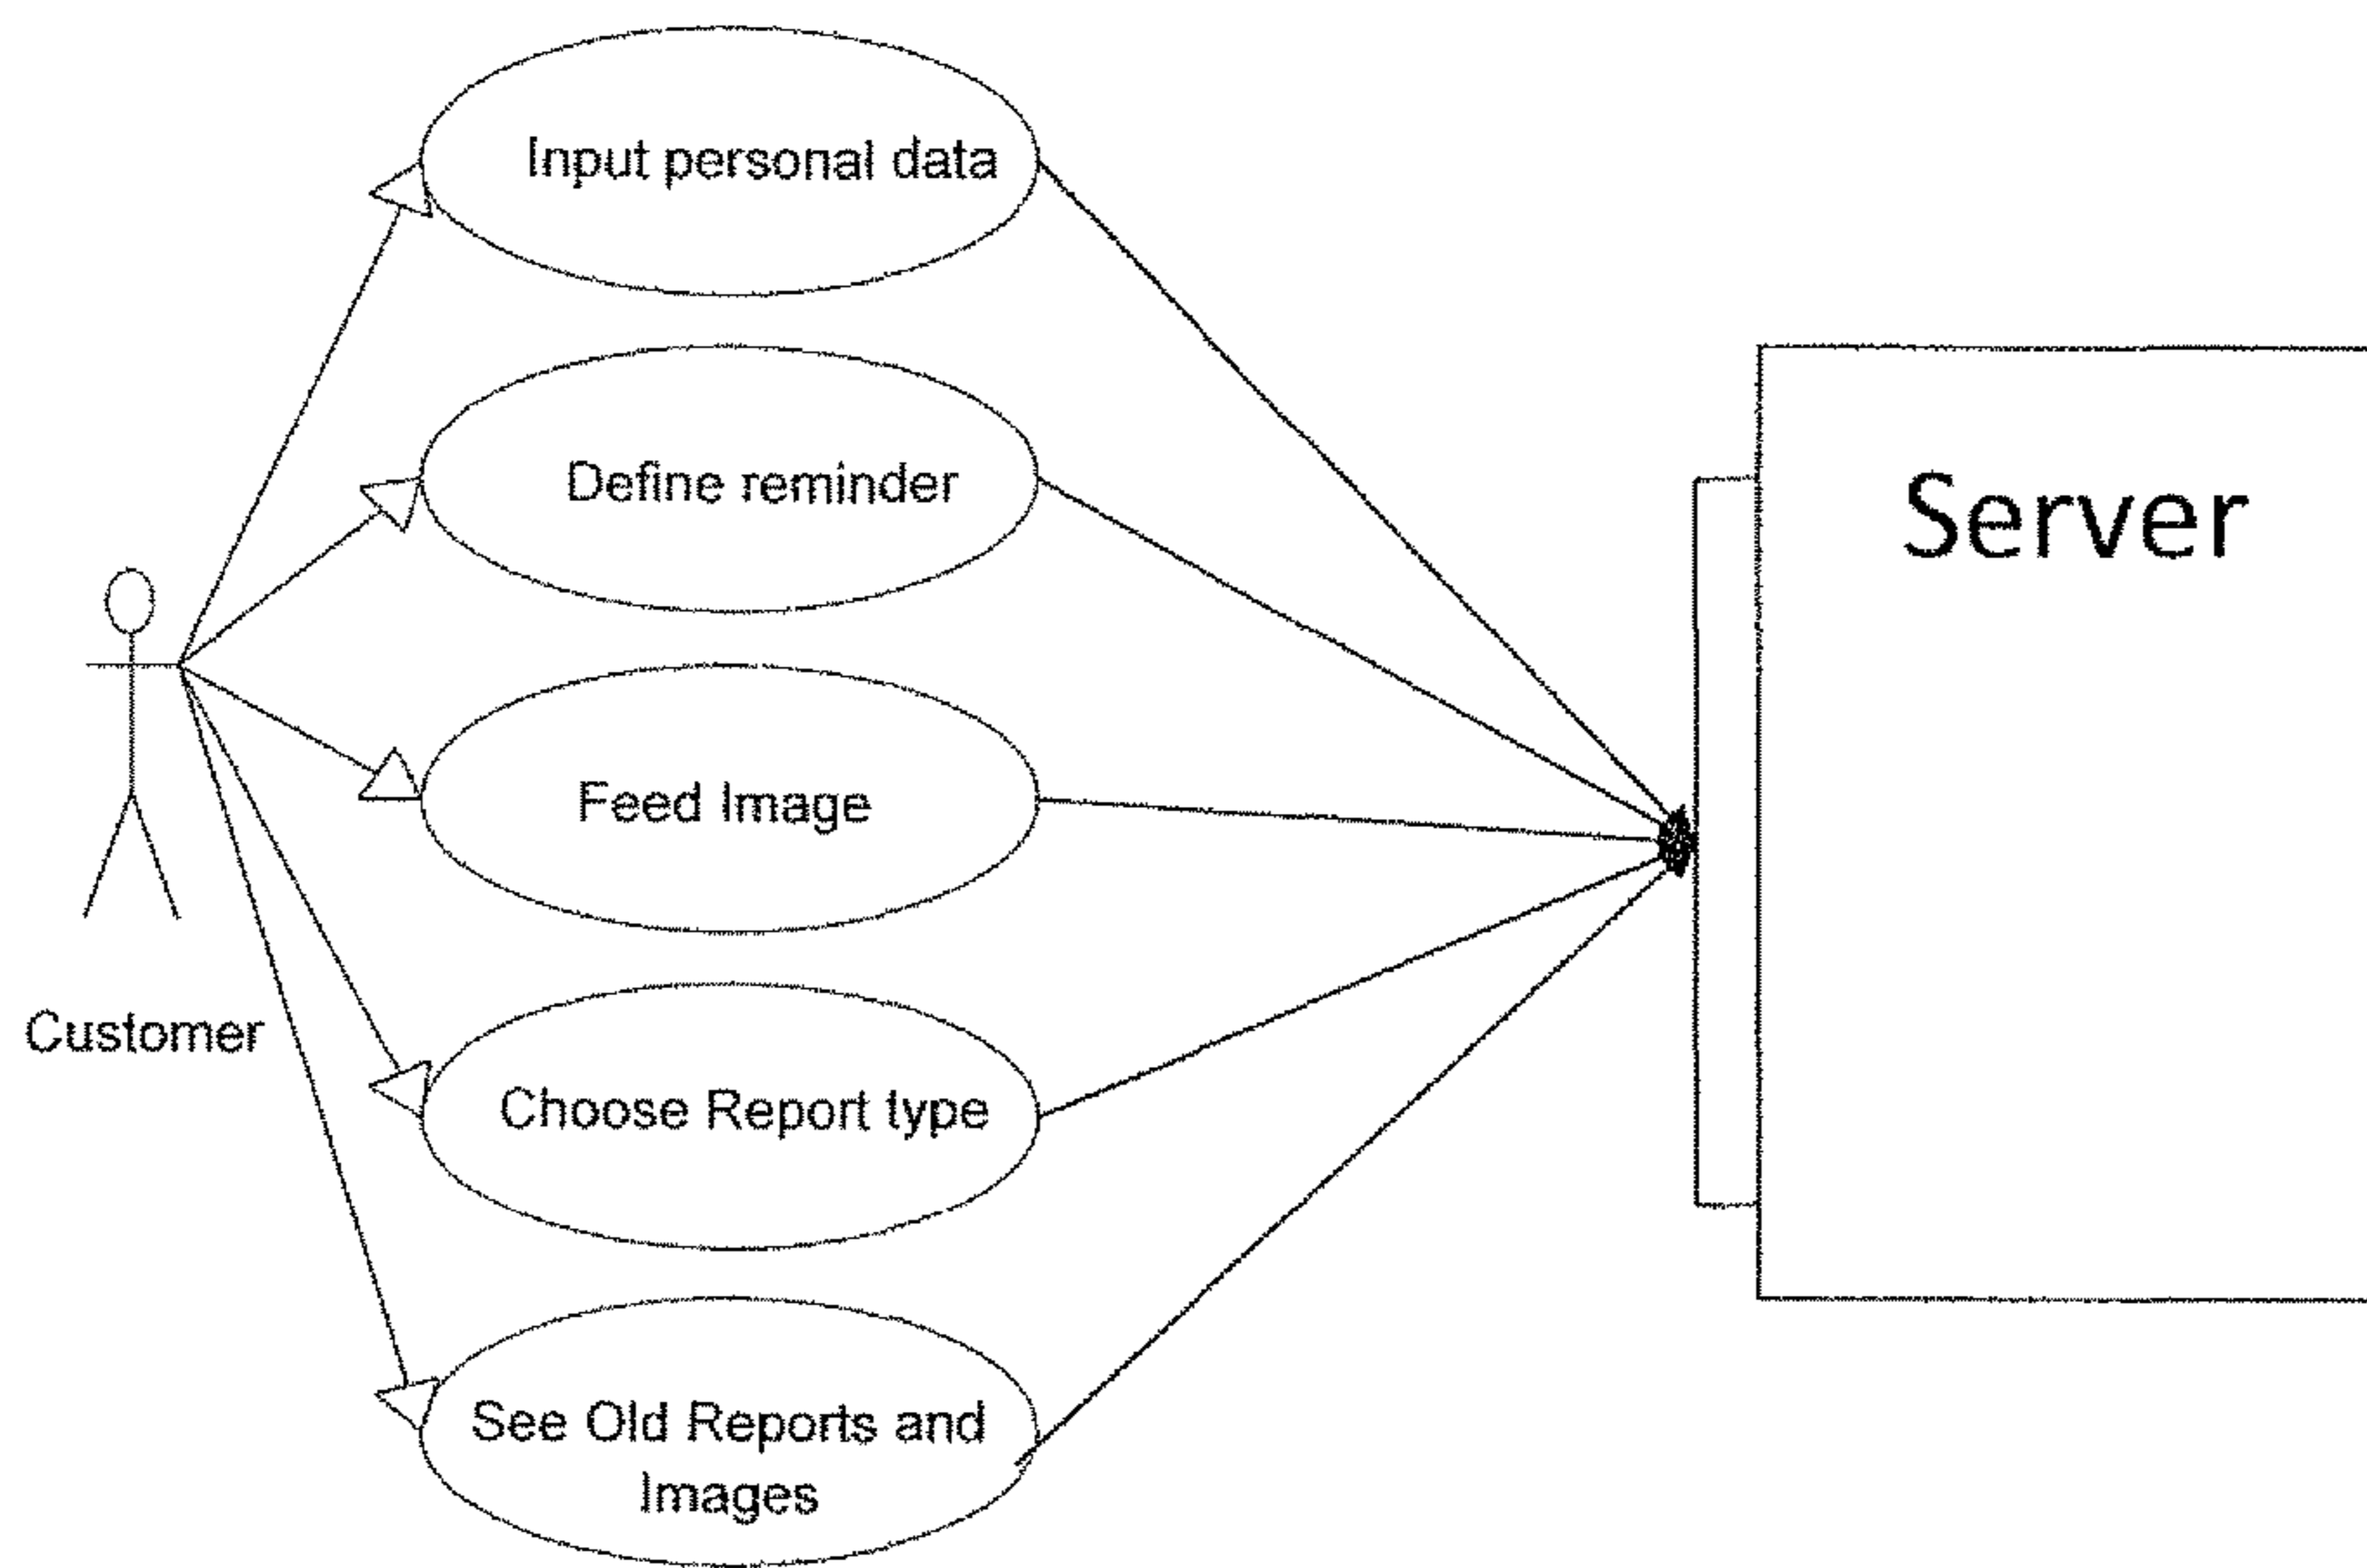 Input personal data
Define reminder
Server
Feed Image
Customer
Choose Report type
See Old Reports and
Images